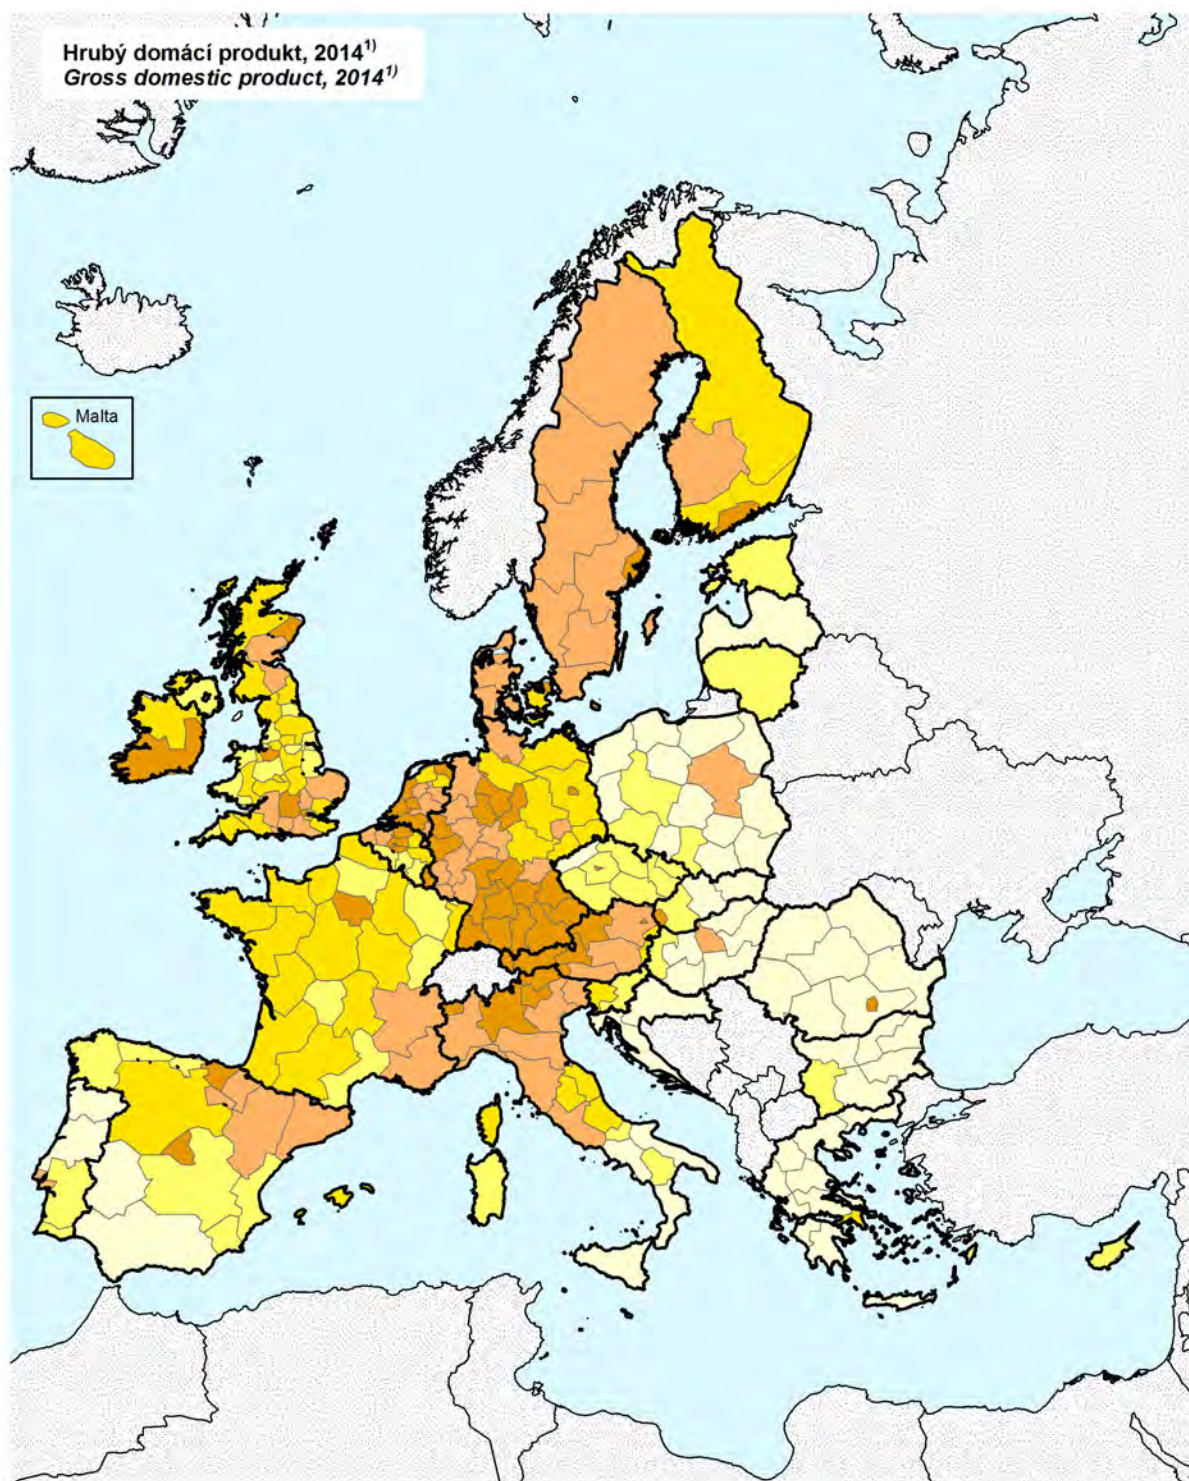 Hrubý domácí produkt, 2014¹⁾
Gross domestic product, 2014¹⁾
Malta